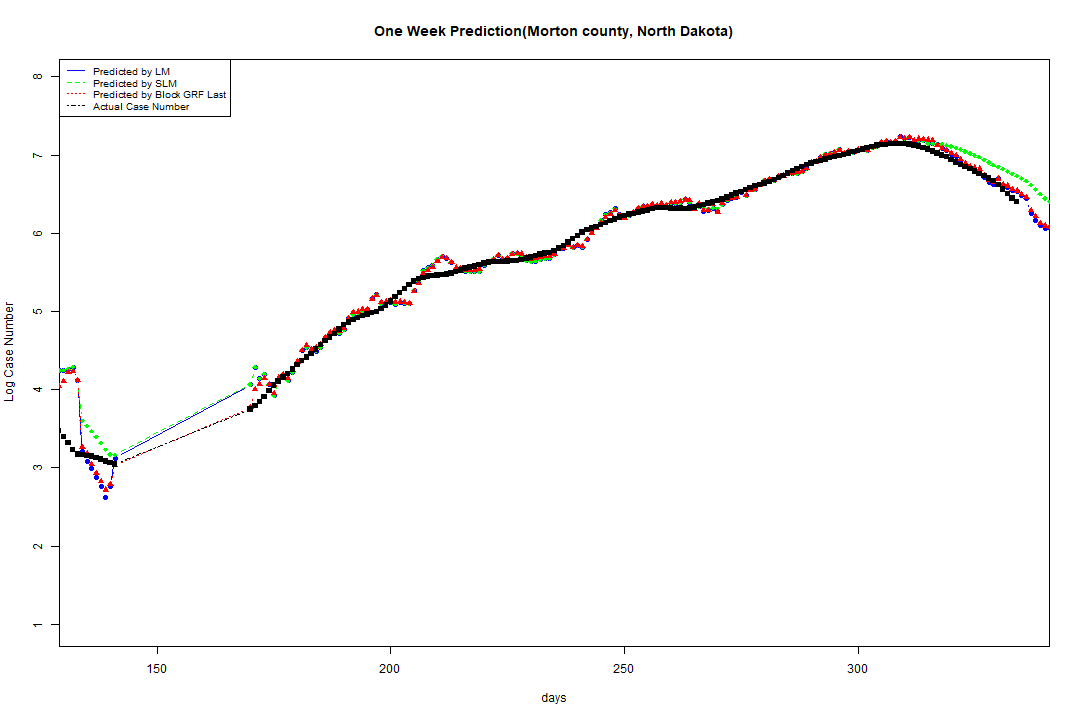 One Week Prediction(Morton county, North Dakota)
Predicted by LM
Predicted by SLM
Predicted by Block GRF Last
Actual Case Number
8
7
6
5
4
3
2
1
Log Case Number
150 200 250 300
days